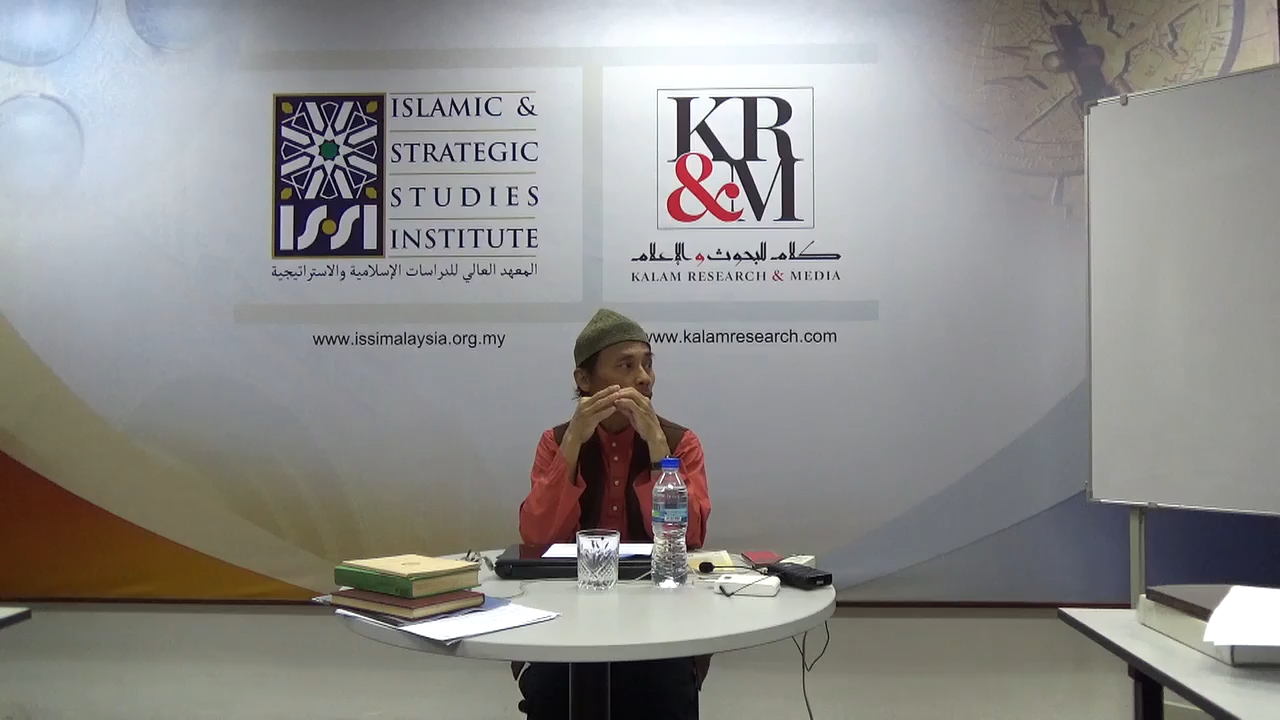 ISLAMIC &
STRATEGIC
STUDIES
INSTITUTE
ISSI
المعهد العالي للدراسات الإسلامية والاستراتيجية
www.issimalaysia.org.my
KR
&M
كلام للبحوث والإعلام
KALAM RESEARCH & MEDIA
www.kalamresearch.com